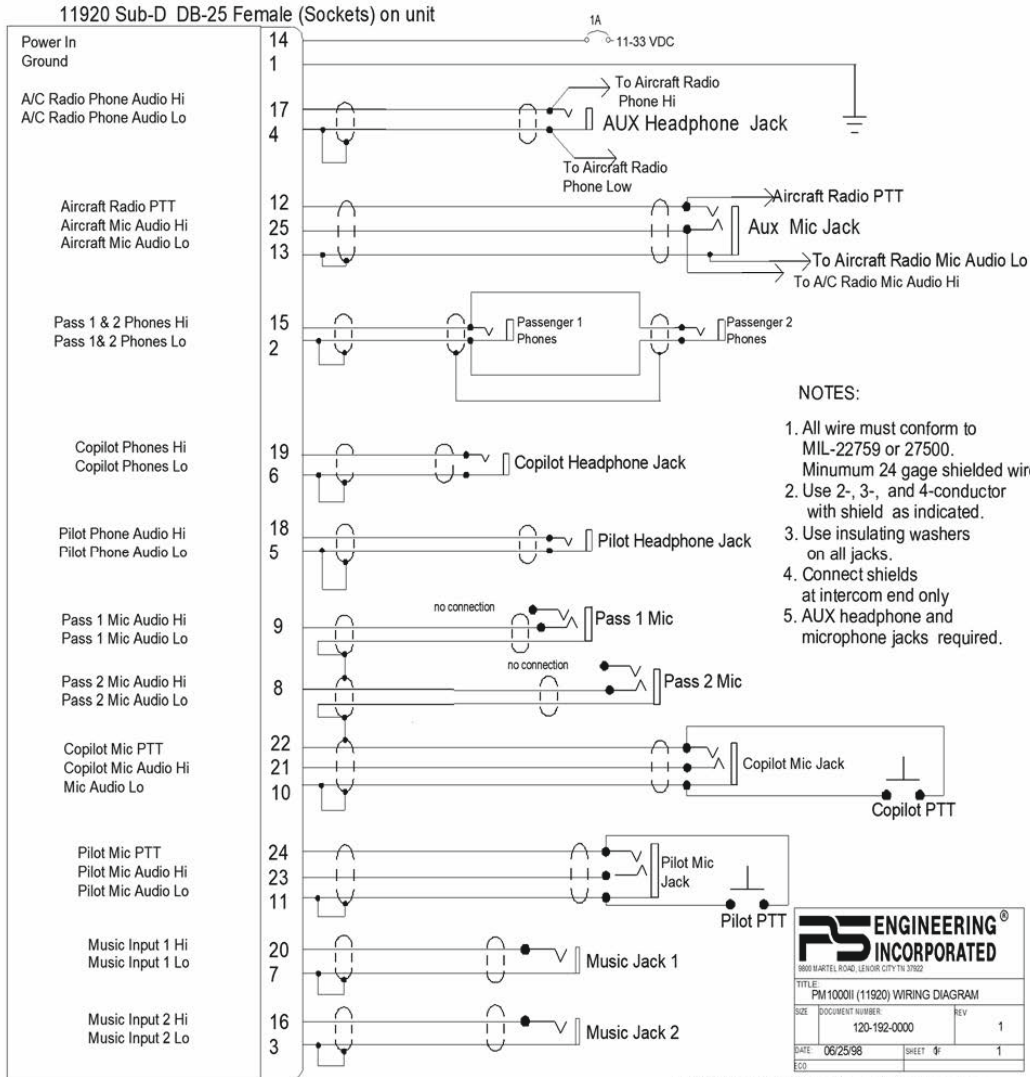 11920 Sub-D DB-25 Female (Sockets) on unit
Power In
Ground
14
1
1A
11-33 VDC
A/C Radio Phone Audio Hi
A/C Radio Phone Audio Lo
17
4
To Aircraft Radio
Phone Hi
AUX Headphone Jack
To Aircraft Radio
Phone Low
Aircraft Radio PTT
Aircraft Mic Audio Hi
Aircraft Mic Audio Lo
12
25
13
Aircraft Radio PTT
Aux Mic Jack
To Aircraft Radio Mic Audio Lo
To A/C Radio Mic Audio Hi
Pass 1 & 2 Phones Hi
Pass 1& 2 Phones Lo
15
2
Passenger 1
Phones
Passenger 2
Phones
Copilot Phones Hi
Copilot Phones Lo
19
6
Copilot Headphone Jack
Pilot Phone Audio Hi
Pilot Phone Audio Lo
18
5
Pilot Headphone Jack
NOTES:
1. All wire must conform to
MIL-22759 or 27500.
Minumum 24 gage shielded wire
2. Use 2-, 3-, and 4-conductor
with shield as indicated.
3. Use insulating washers
on all jacks.
4. Connect shields
at intercom end only
5. AUX headphone and
microphone jacks required.
Pass 1 Mic Audio Hi
Pass 1 Mic Audio Lo
9
no connection
Pass 1 Mic
Pass 2 Mic Audio Hi
Pass 2 Mic Audio Lo
8
no connection
Pass 2 Mic
Copilot Mic PTT
Copilot Mic Audio Hi
Mic Audio Lo
22
21
10
Copilot Mic Jack
Copilot PTT
Pilot Mic PTT
Pilot Mic Audio Hi
Pilot Mic Audio Lo
24
23
11
Pilot Mic
Jack
Pilot PTT
Music Input 1 Hi
Music Input 1 Lo
20
7
Music Jack 1
Music Input 2 Hi
Music Input 2 Lo
16
3
Music Jack 2
PS ENGINEERING®
INCORPORATED
9800 MARTEL ROAD, LENOIR CITY TN 37922
TITLE:
PM1000II (11920) WIRING DIAGRAM
SIZE
DOCUMENT NUMBER:
120-192-0000
REV
1
DATE: 06/25/98
SHEET 1 OF 1
ECO